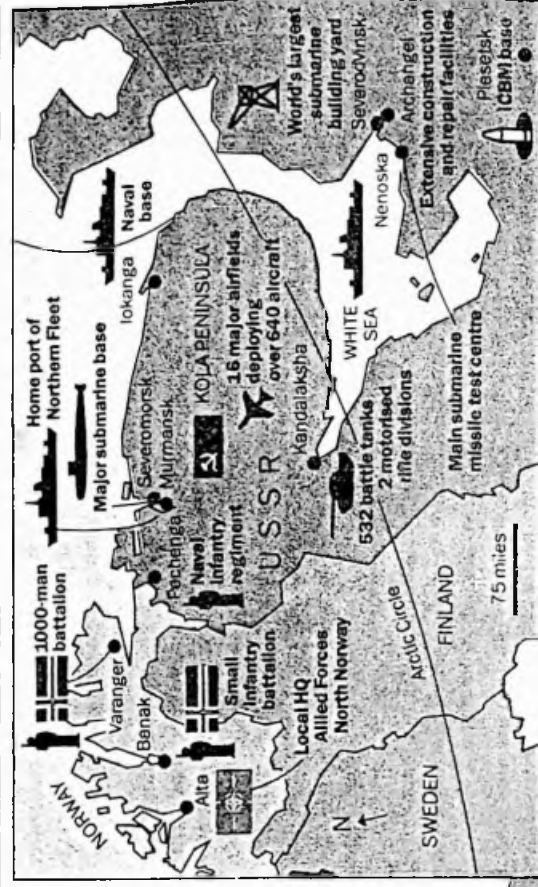 Home port of
Northern Fleet
Major submarine base
1000-man
battalion
Varanger
Banak
NORWAY
Alta
Small
Infantry
battalion
Local HQ
Allied Forces
North Norway
Pechenga
Naval
Infantry
regiment
Severomorsk
Murmansk
Iokanga
Naval
base
KOLA PENINSULA
16 major airfields
deploying
over 640 aircraft
USSR
Kandalaksha
WHITE
SEA
532 battle tanks
2 motorised
rifle divisions
World's largest
submarine
building yard
Severodvinsk
Archangel
Extensive construction
and repair facilities
Nenoska
Plesetsk
ICBM base
Main submarine
missile test centre
Arctic Circle
N
SWEDEN
FINLAND
75 miles